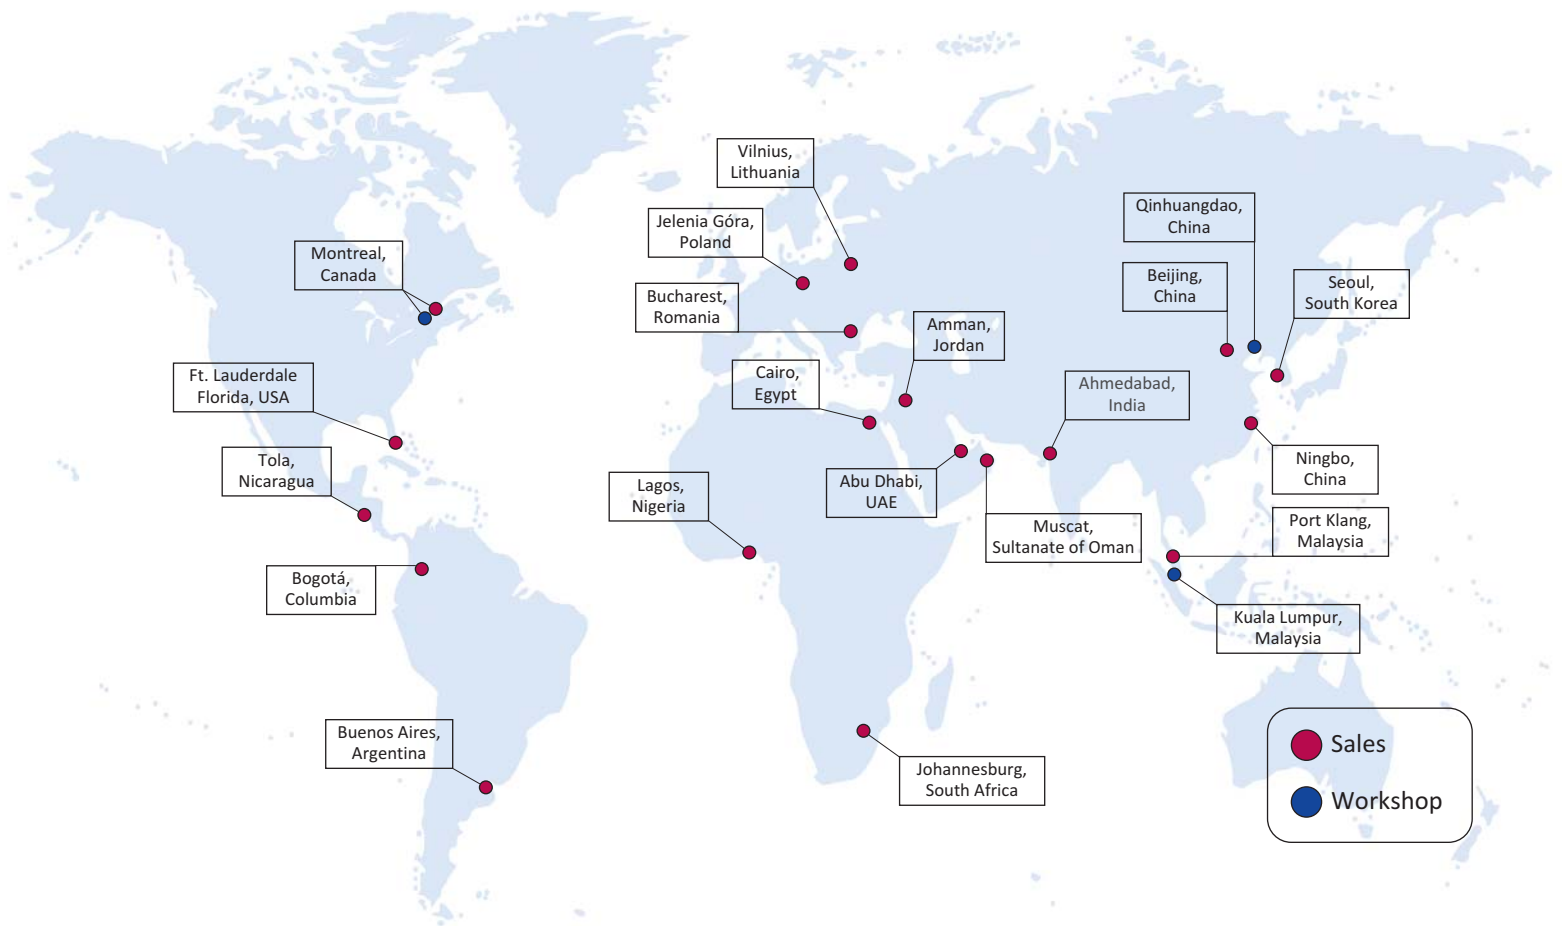 Vilnius,
Lithuania
Jelenia Góra,
Poland
Qinhuangdao,
China
Montreal,
Canada
Beijing,
China
Seoul,
South Korea
Bucharest,
Romania
Amman,
Jordan
Ft. Lauderdale
Florida, USA
Cairo,
Egypt
Ahmedabad,
India
Tola,
Nicaragua
Ningbo,
China
Lagos,
Nigeria
Abu Dhabi,
UAE
Muscat,
Sultanate of Oman
Port Klang,
Malaysia
Bogotá,
Columbia
Kuala Lumpur,
Malaysia
Buenos Aires,
Argentina
Johannesburg,
South Africa
Sales
Workshop